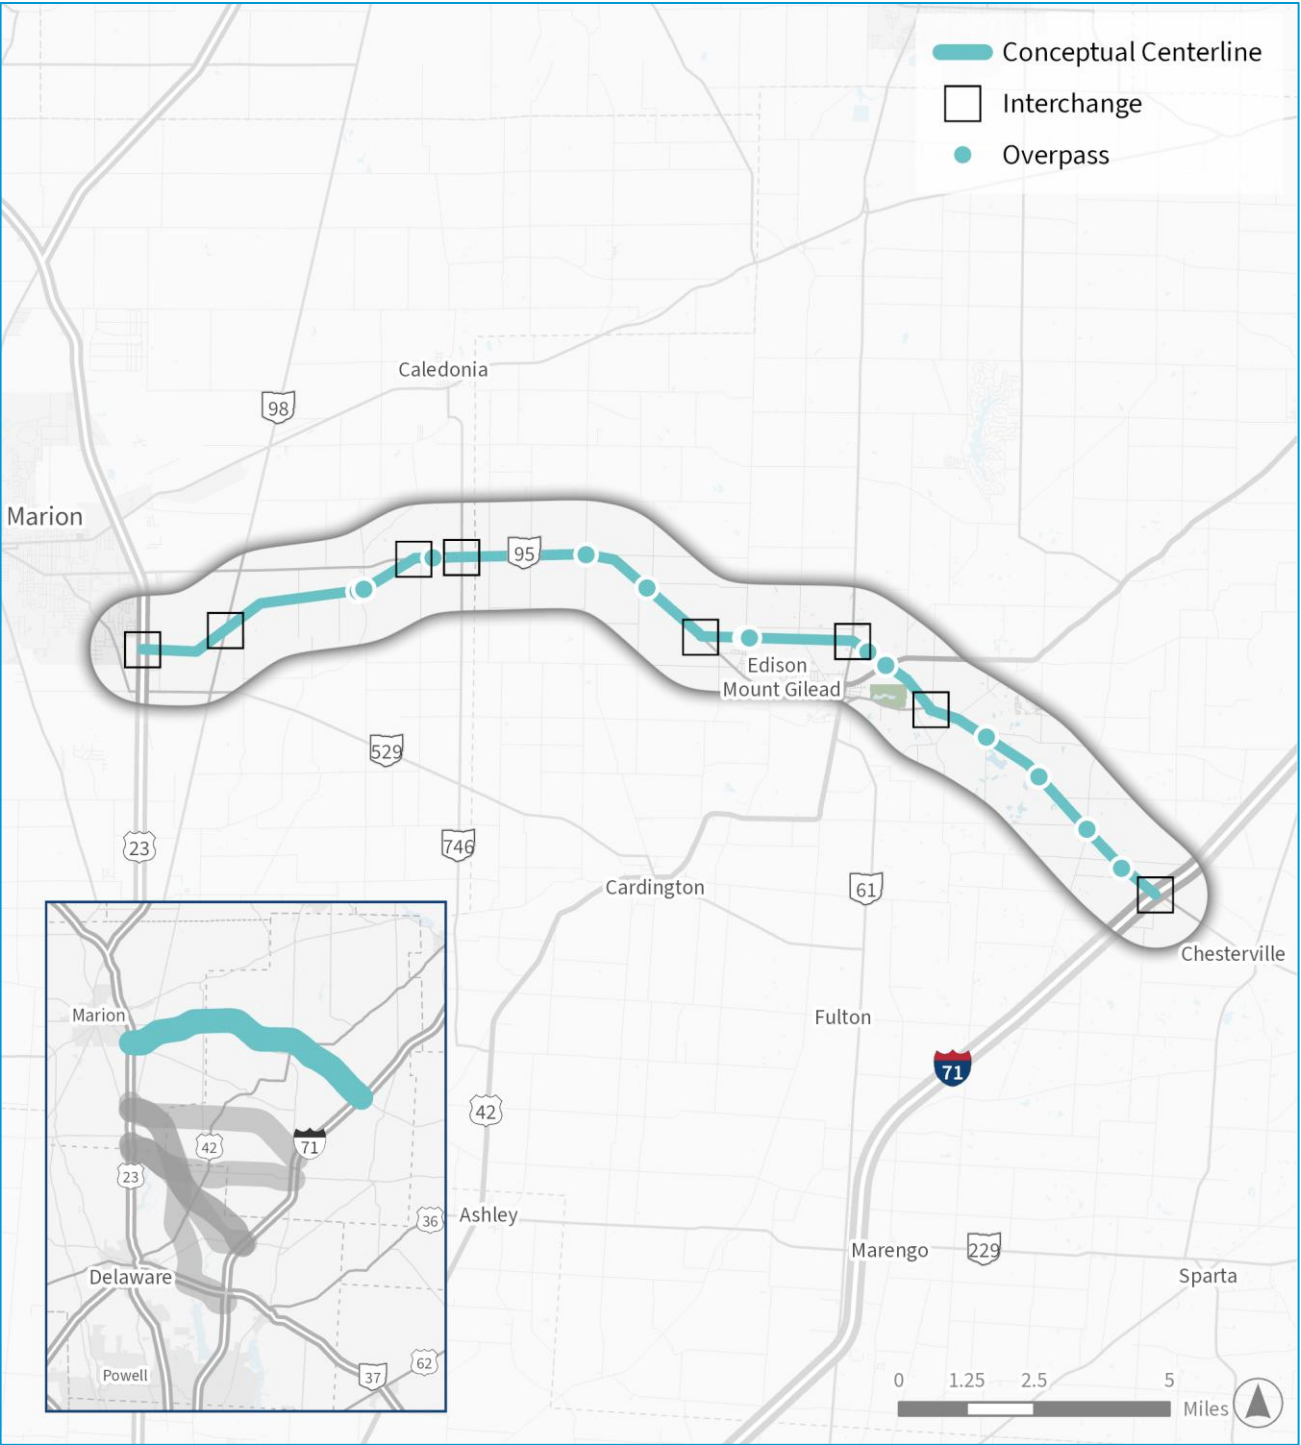 Conceptual Centerline
Interchange
Overpass
Caledonia
98
Marion
95
Edison
Mount Gilead
529
23
746
Cardington
61
Chesterville
Fulton
71
42
Ashley
Marengo
229
Sparta
Marion
42
71
23
36
Delaware
Powell
37
62
0 1.25 2.5 5
Miles